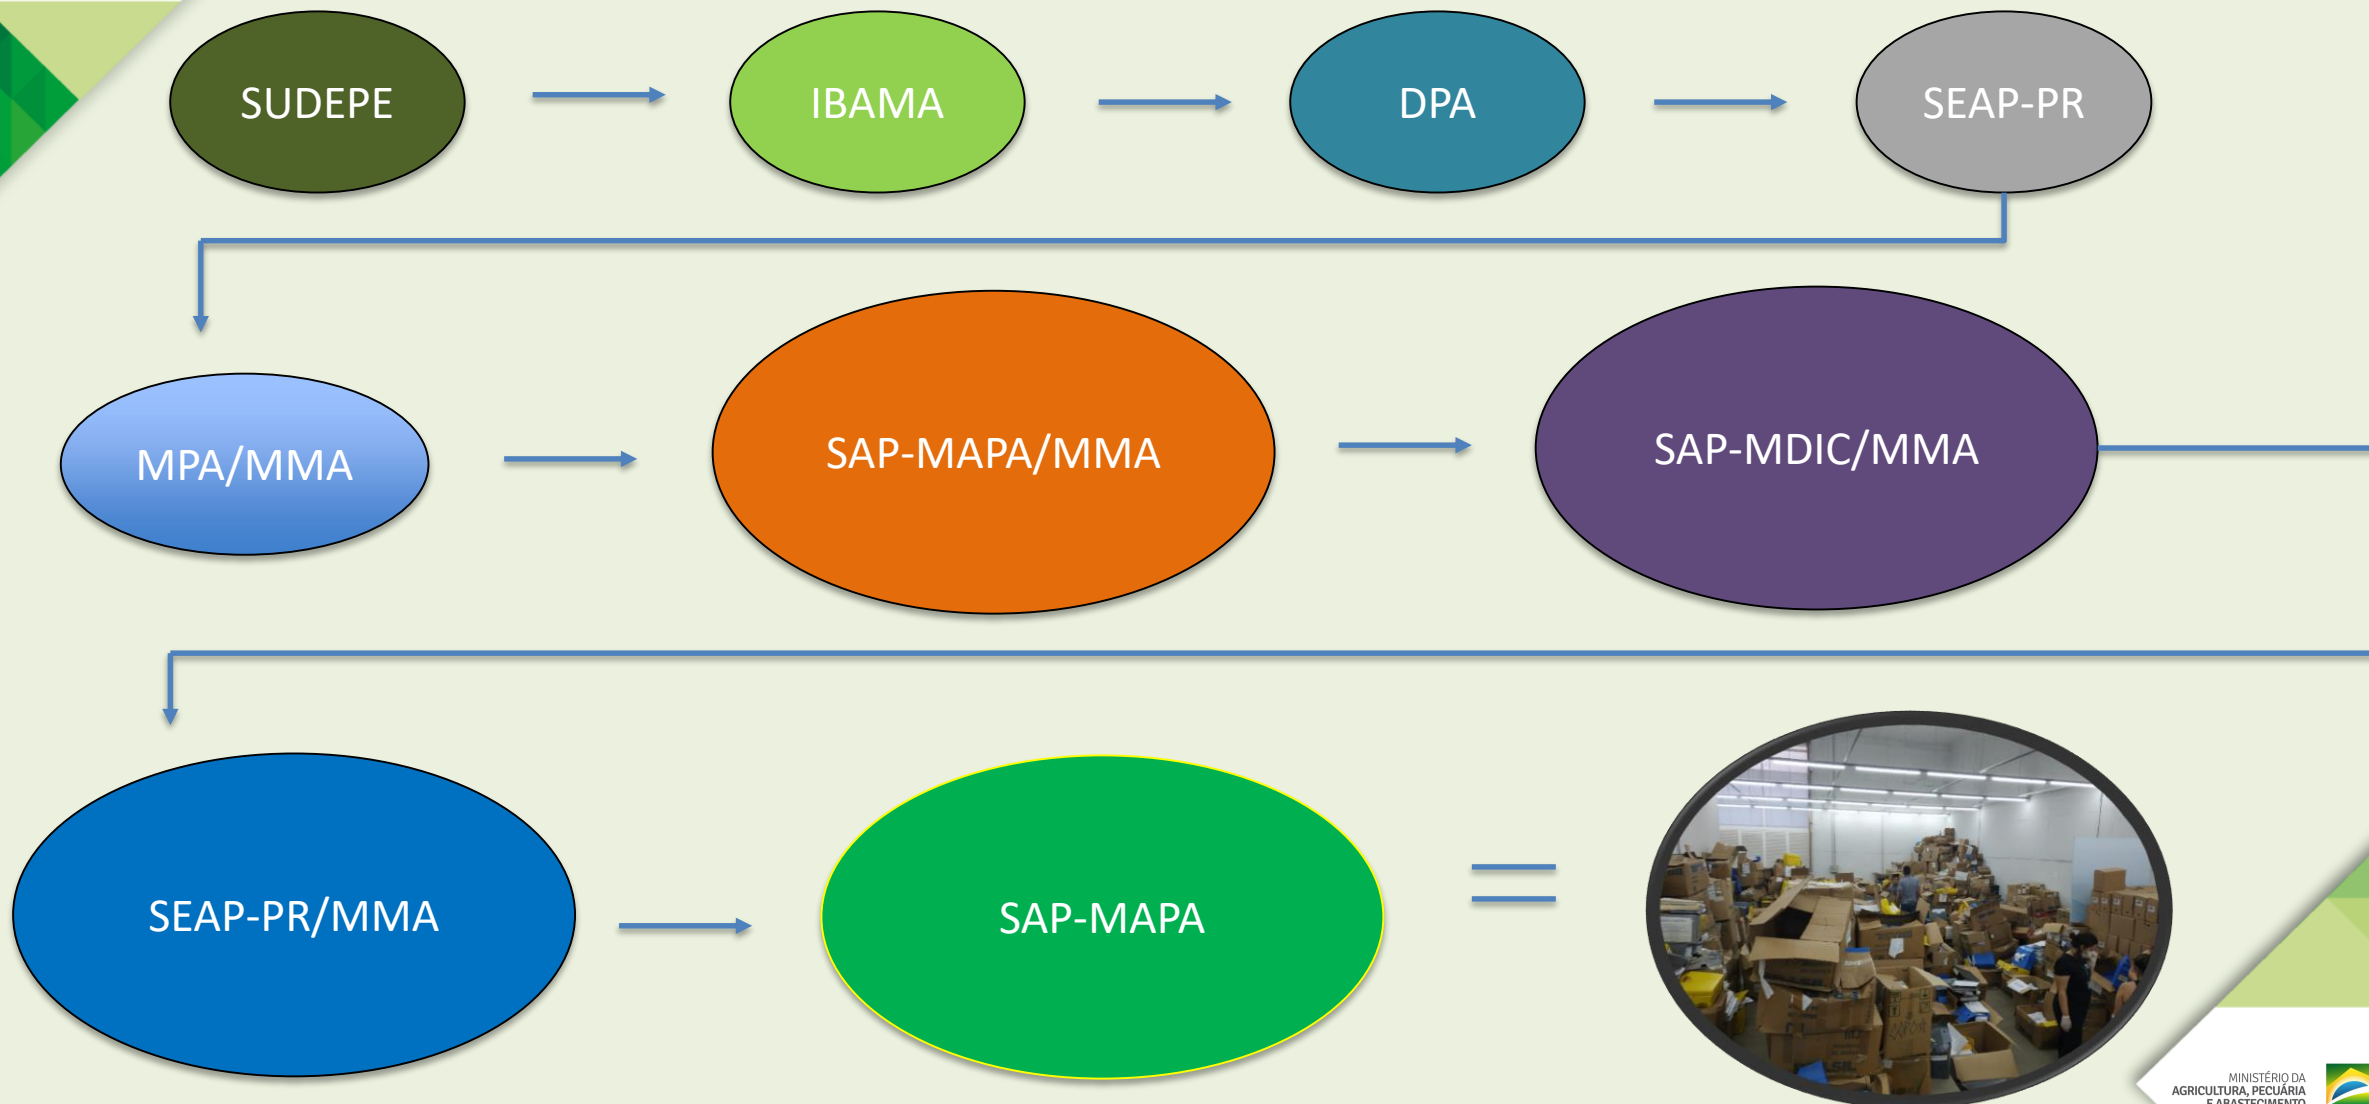 SUDEPE
IBAMA
DPA
SEAP-PR
MPA/MMA
SAP-MAPA/MMA
SAP-MDIC/MMA
SEAP-PR/MMA
SAP-MAPA
MINISTÉRIO DA
AGRICULTURA, PECUÁRIA
E ABASTECIMENTO